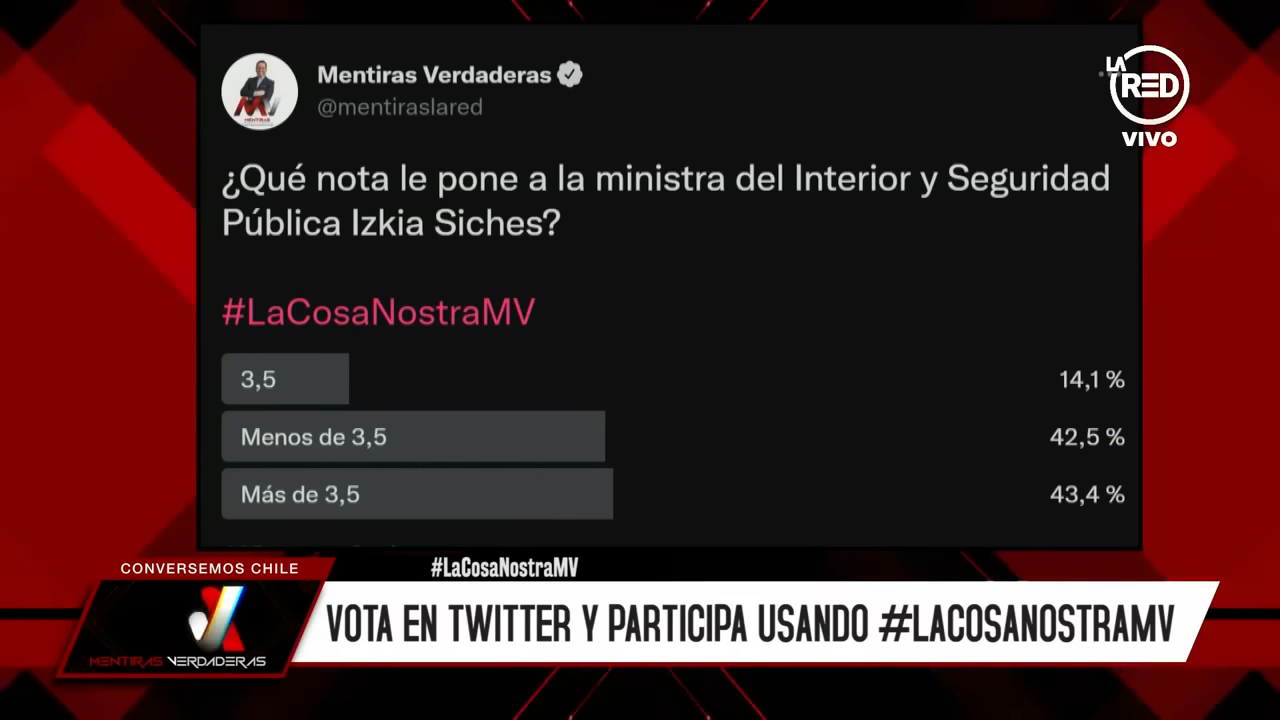 Mentiras Verdaderas
@mentiraslared
LA
RED
VIVO
MV
MENTIRAS
¿Qué nota le pone a la ministra del Interior y Seguridad
Pública Izkia Siches?
#LaCosaNostraMV
3,5 14,1 %
Menos de 3,5 42,5 %
Más de 3,5 43,4 %
CONVERSEMOS CHILE
#LaCosaNostraMV
VOTA EN TWITTER Y PARTICIPA USANDO #LACOSANOSTRAMV
MENTIRAS VERDADERAS